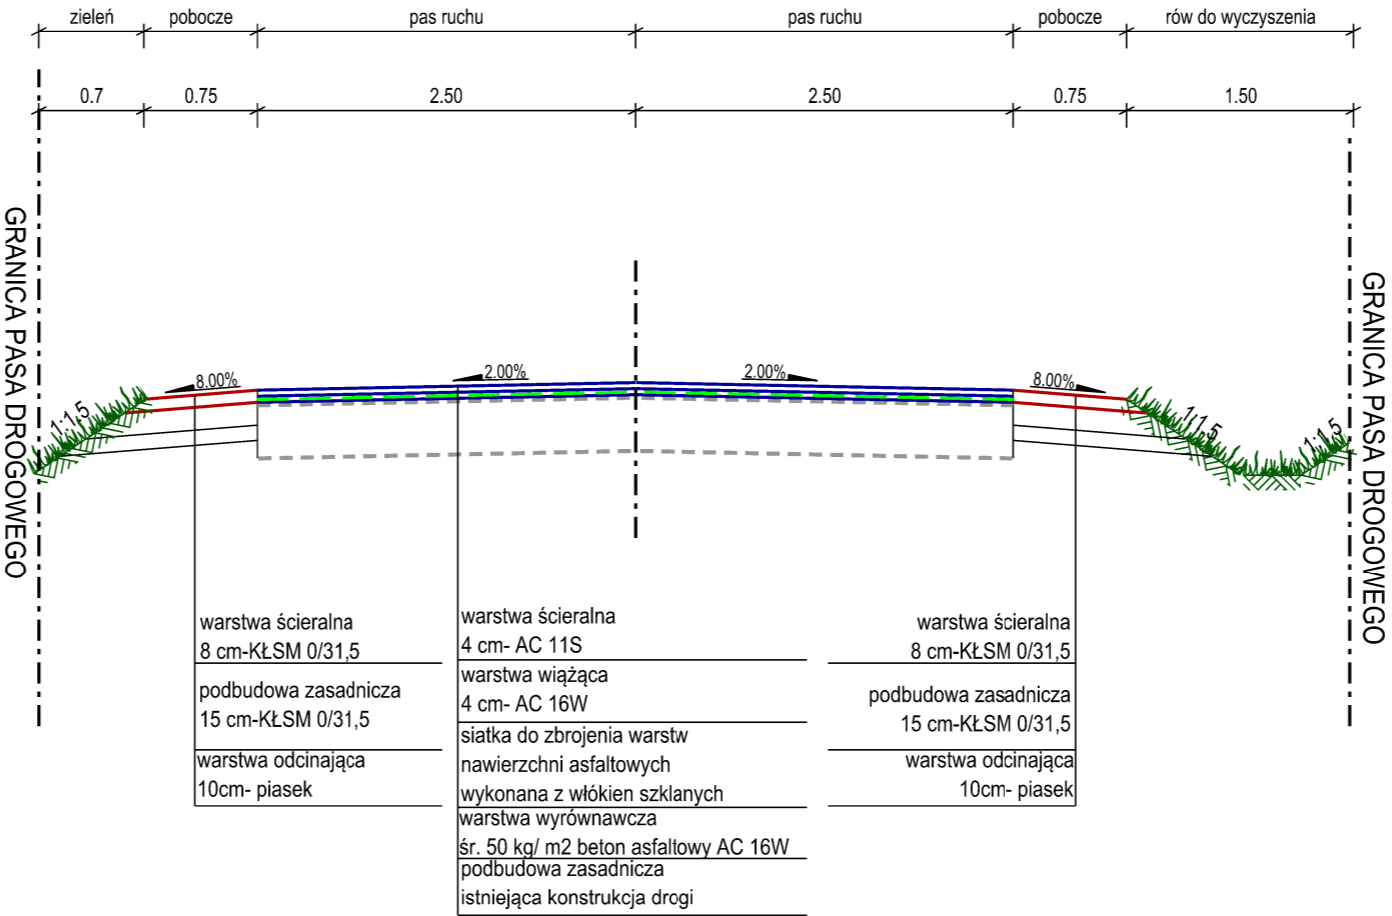 zieleń pobocze pas ruchu pas ruchu pobocze rów do wyczyszenia
0.7 0.75 2.50 2.50 0.75 1.50
GRANICA PASA DROGOWEGO
GRANICA PASA DROGOWEGO
8.00% 2.00% 2.00% 8.00%
1:1,5 1:1,5 1:1,5
warstwa ścieralna
8 cm-KŁSM 0/31,5
podbudowa zasadnicza
15 cm-KŁSM 0/31,5
warstwa odcinająca
10cm- piasek
warstwa ścieralna
4 cm- AC 11S
warstwa wiążąca
4 cm- AC 16W
siatka do zbrojenia warstw
nawierzchni asfaltowych
wykonana z włókien szklanych
warstwa wyrównawcza
śr. 50 kg/ m2 beton asfaltowy AC 16W
podbudowa zasadnicza
istniejąca konstrukcja drogi
warstwa ścieralna
8 cm-KŁSM 0/31,5
podbudowa zasadnicza
15 cm-KŁSM 0/31,5
warstwa odcinająca
10cm- piasek